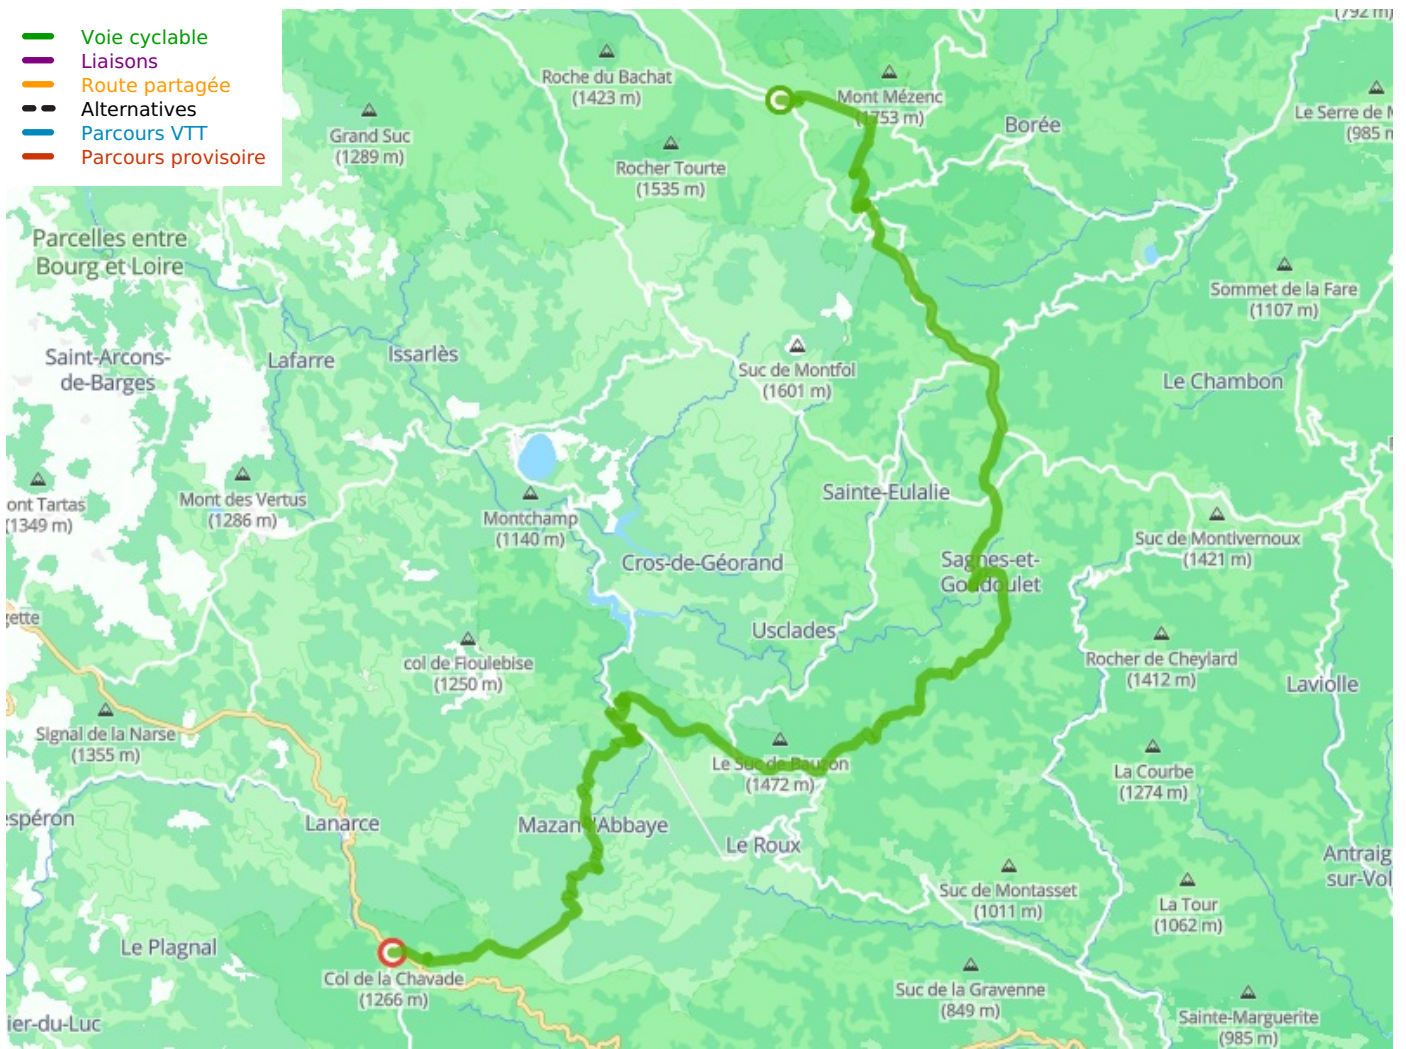 Voie cyclable
Liaisons
Route partagée
Alternatives
Parcours VTT
Parcours provisoire
(792 m)
Roche du Bachat
(1423 m)
Mont Mézenc
(1753 m)
Le Serre de
(985 m
Grand Suc
(1289 m)
Borée
Rocher Tourte
(1535 m)
Parcelles entre
Bourg et Loire
Sommet de la Fare
(1107 m)
Saint-Arcons-
de-Barges
Lafarre
Issarlès
Suc de Montfol
(1601 m)
Le Chambon
ont Tartas
(1349 m)
Mont des Vertus
(1286 m)
Montchamp
(1140 m)
Sainte-Eulalie
Suc de Montivernoux
(1421 m)
Cros-de-Géorand
Sagnes-et-
Goudoulet
gette
Usclades
col de Fioulebise
(1250 m)
Rocher de Cheylard
(1412 m)
Laviolle
Signal de la Narse
(1355 m)
Le Suc de Bauzon
(1472 m)
La Courbe
(1274 m)
espéron
Lanarce
Mazan-l'Abbaye
Le Roux
Antraig
sur-Vol
Suc de Montasset
(1011 m)
La Tour
(1062 m)
Le Plagnal
Col de la Chavade
(1266 m)
Suc de la Gravenne
(849 m)
ier-du-Luc
Sainte-Marguerite
(985 m)